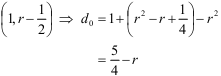 (1, r − 1/2) ⇒ d₀ = 1 + (r² − r + 1/4) − r²
= 5/4 − r